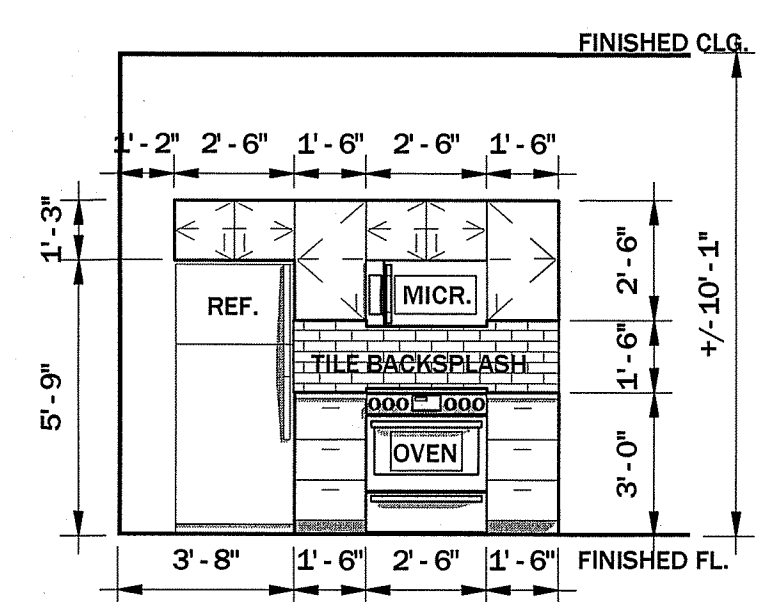 FINISHED CLG.
1'-2" 2'-6" 1'-6" 2'-6" 1'-6"
1'-3"
2'-6"
+/-10'-1"
REF.
MICR.
TILE BACKSPLASH
1'-6"
5'-9"
OVEN
3'-0"
3'-8" 1'-6" 2'-6" 1'-6" FINISHED FL.